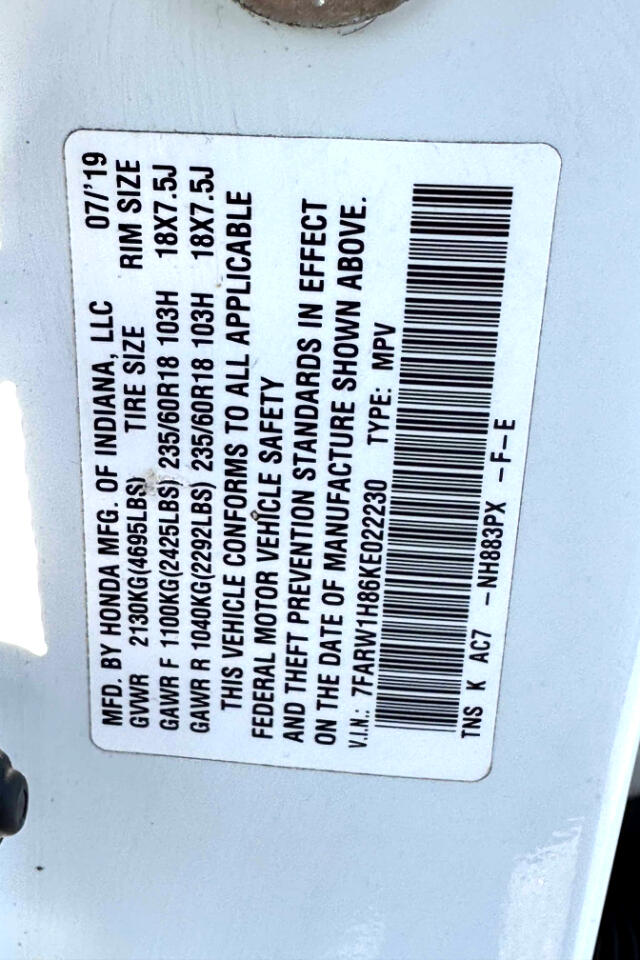 MFD. BY HONDA MFG. OF INDIANA, LLC 07/'19
GVWR 2130KG(4695LBS) TIRE SIZE RIM SIZE
GAWR F 1100KG(2425LBS) 235/60R18 103H 18X7.5J
GAWR R 1040KG(2292LBS) 235/60R18 103H 18X7.5J
THIS VEHICLE CONFORMS TO ALL APPLICABLE
FEDERAL MOTOR VEHICLE SAFETY
AND THEFT PREVENTION STANDARDS IN EFFECT
ON THE DATE OF MANUFACTURE SHOWN ABOVE.
V.I.N.: 7FARW1H86KE022230 TYPE: MPV
TNS K AC7 -NH883PX -F-E